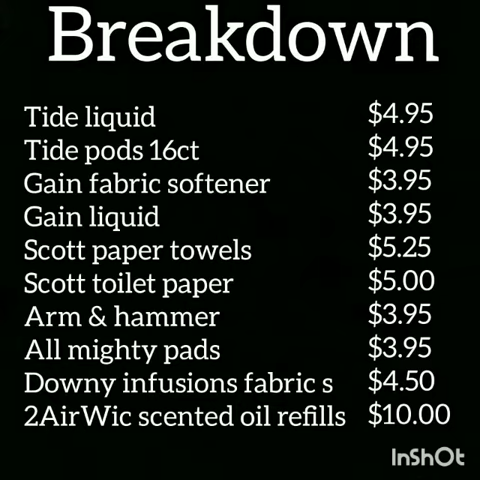 Breakdown
Tide liquid $4.95
Tide pods 16ct $4.95
Gain fabric softener $3.95
Gain liquid $3.95
Scott paper towels $5.25
Scott toilet paper $5.00
Arm & hammer $3.95
All mighty pads $3.95
Downy infusions fabric s $4.50
2AirWic scented oil refills $10.00
InShOt